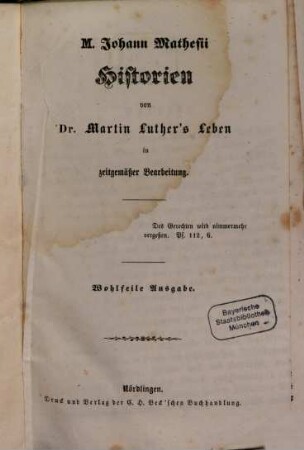 M. Johann Mathesii
Historien
von
Dr. Martin Luther's Leben
in
zeitgemäßer Bearbeitung.
Des Gerechten wird nimmermehr
vergessen. Ps. 112, 6.
Wohlfeile Ausgabe.
Bayerische
Staatsbibliothek
München
Nördlingen.
Druck und Verlag der C. H. Beck'schen Buchhandlung.